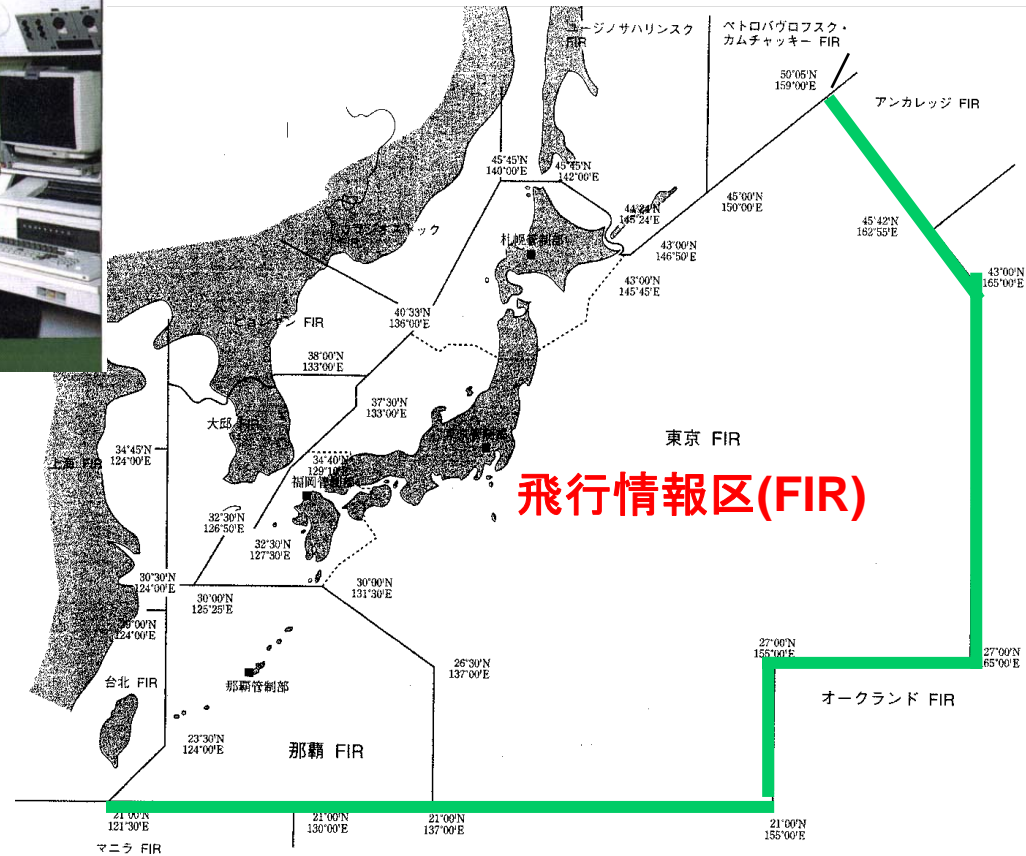 ユージノサハリンスク
FIR
ペトロパヴロフスク・
カムチャッキー FIR
50°05'N
159°00'E
アンカレッジ FIR
45°45'N
140°00'E
45°45'N
142°00'E
45°00'N
150°00'E
44°24'N
145°24'E
45°42'N
162°55'E
札幌管制部
43°00'N
146°50'E
43°00'N
145°45'E
43°00'N
165°00'E
40°33'N
136°00'E
FIR
38°00'N
133°00'E
37°30'N
133°00'E
大邱 FIR
東京 FIR
34°45'N
124°00'E
上海 FIR
34°40'N
129°10'E
福岡管制部
飛行情報区(FIR)
32°30'N
126°50'E
32°30'N
127°30'E
30°30'N
124°00'E
30°00'N
125°25'E
30°00'N
131°30'E
124°00'E
27°00'N
155°00'E
27°00'N
65°00'E
26°30'N
137°00'E
台北 FIR
那覇管制部
オークランド FIR
23°30'N
124°00'E
那覇 FIR
21°00'N
121°30'E
21°00'N
130°00'E
21°00'N
137°00'E
21°00'N
155°00'E
マニラ FIR